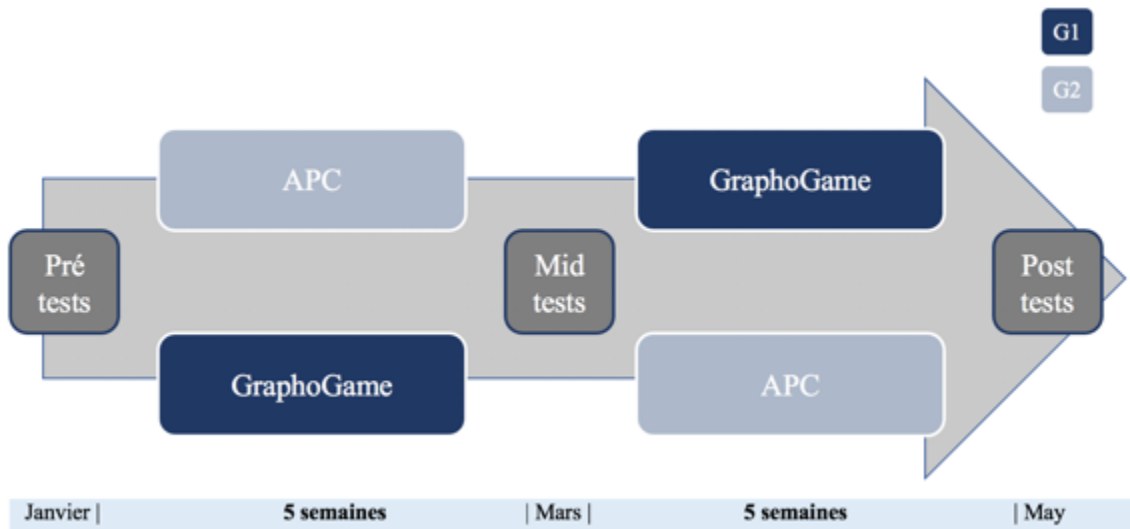 G1
G2
APC
GraphoGame
Pré
tests
Mid
tests
Post
tests
GraphoGame
APC
Janvier | 5 semaines | Mars | 5 semaines | May